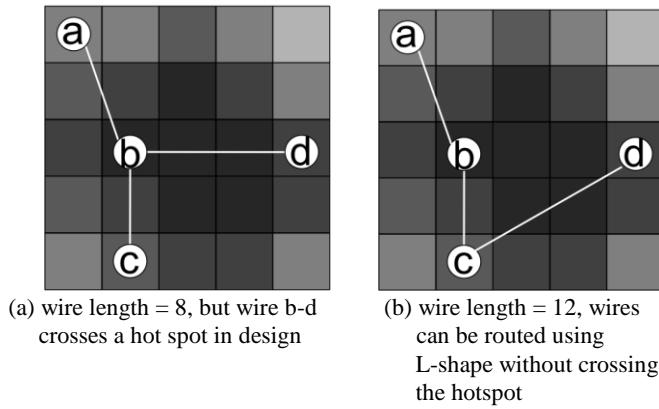 a
b
d
c
(a) wire length = 8, but wire b-d
crosses a hot spot in design
a
b
d
c
(b) wire length = 12, wires
can be routed using
L-shape without crossing
the hotspot